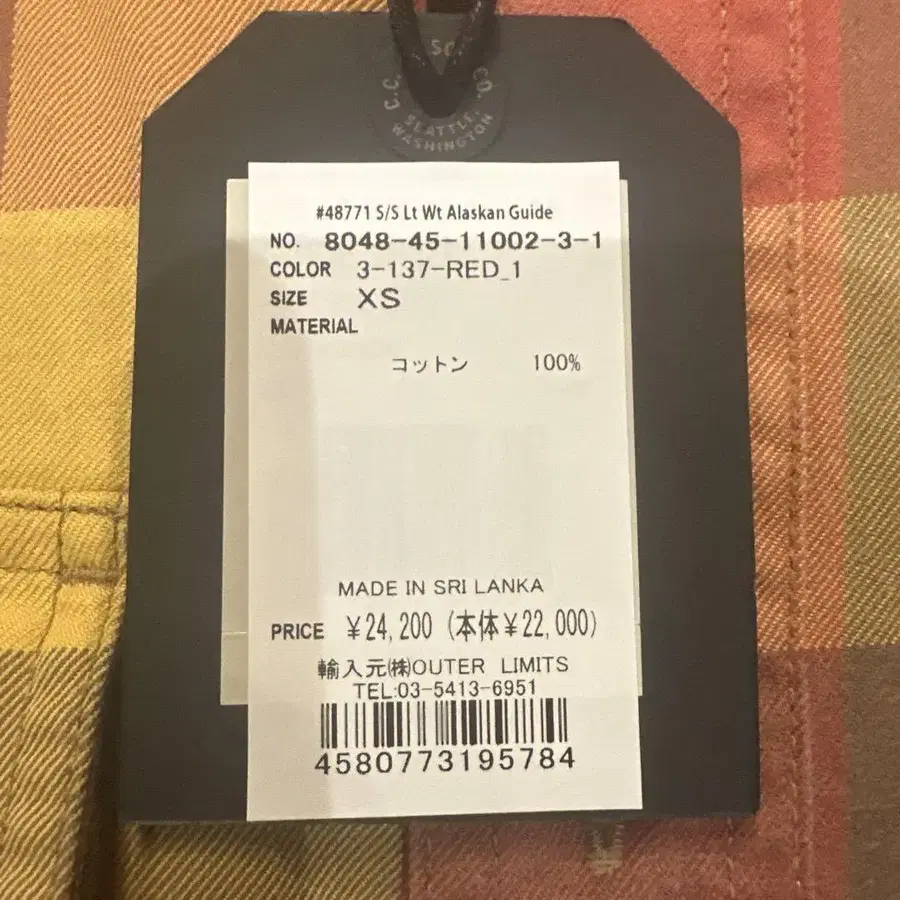 C.C.
CO.
SEATTLE,
WASHINGTON
#48771 S/S Lt Wt Alaskan Guide
NO. 8048-45-11002-3-1
COLOR 3-137-RED_1
SIZE XS
MATERIAL
コットン 100%
MADE IN SRI LANKA
PRICE ¥24,200 (本体¥22,000)
輸入元㈱OUTER LIMITS
TEL:03-5413-6951
4580773195784